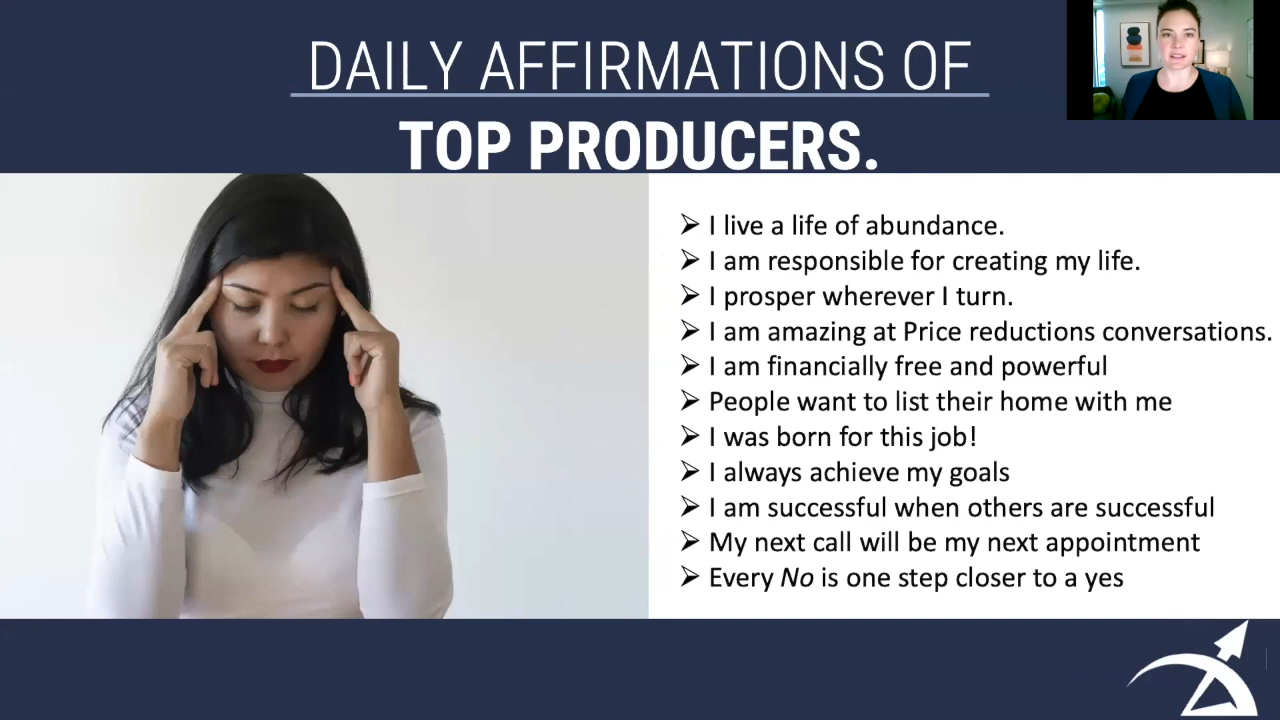 DAILY AFFIRMATIONS OF
TOP PRODUCERS.
➢ I live a life of abundance.
➢ I am responsible for creating my life.
➢ I prosper wherever I turn.
➢ I am amazing at Price reductions conversations.
➢ I am financially free and powerful
➢ People want to list their home with me
➢ I was born for this job!
➢ I always achieve my goals
➢ I am successful when others are successful
➢ My next call will be my next appointment
➢ Every No is one step closer to a yes